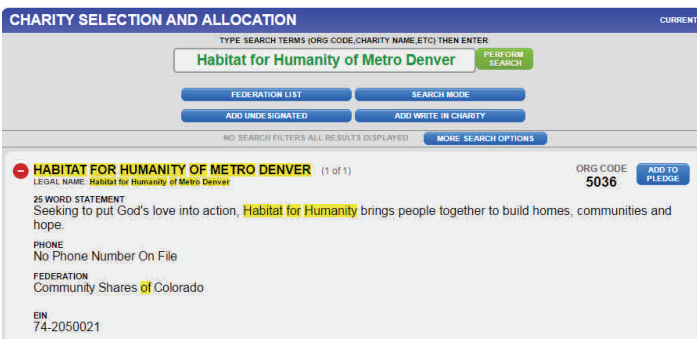 CHARITY SELECTION AND ALLOCATION
CURRENT
TYPE SEARCH TERMS (ORG CODE,CHARITY NAME,ETC) THEN ENTER
Habitat for Humanity of Metro Denver
PERFORM
SEARCH
FEDERATION LIST
SEARCH MODE
ADD UNDESIGNATED
ADD WRITE IN CHARITY
NO SEARCH FILTERS ALL RESULTS DISPLAYED
MORE SEARCH OPTIONS
HABITAT FOR HUMANITY OF METRO DENVER (1 of 1)
LEGAL NAME: Habitat for Humanity of Metro Denver
ORG CODE
5036
ADD TO
PLEDGE
25 WORD STATEMENT
Seeking to put God's love into action, Habitat for Humanity brings people together to build homes, communities and
hope.
PHONE
No Phone Number On File
FEDERATION
Community Shares of Colorado
EIN
74-2050021